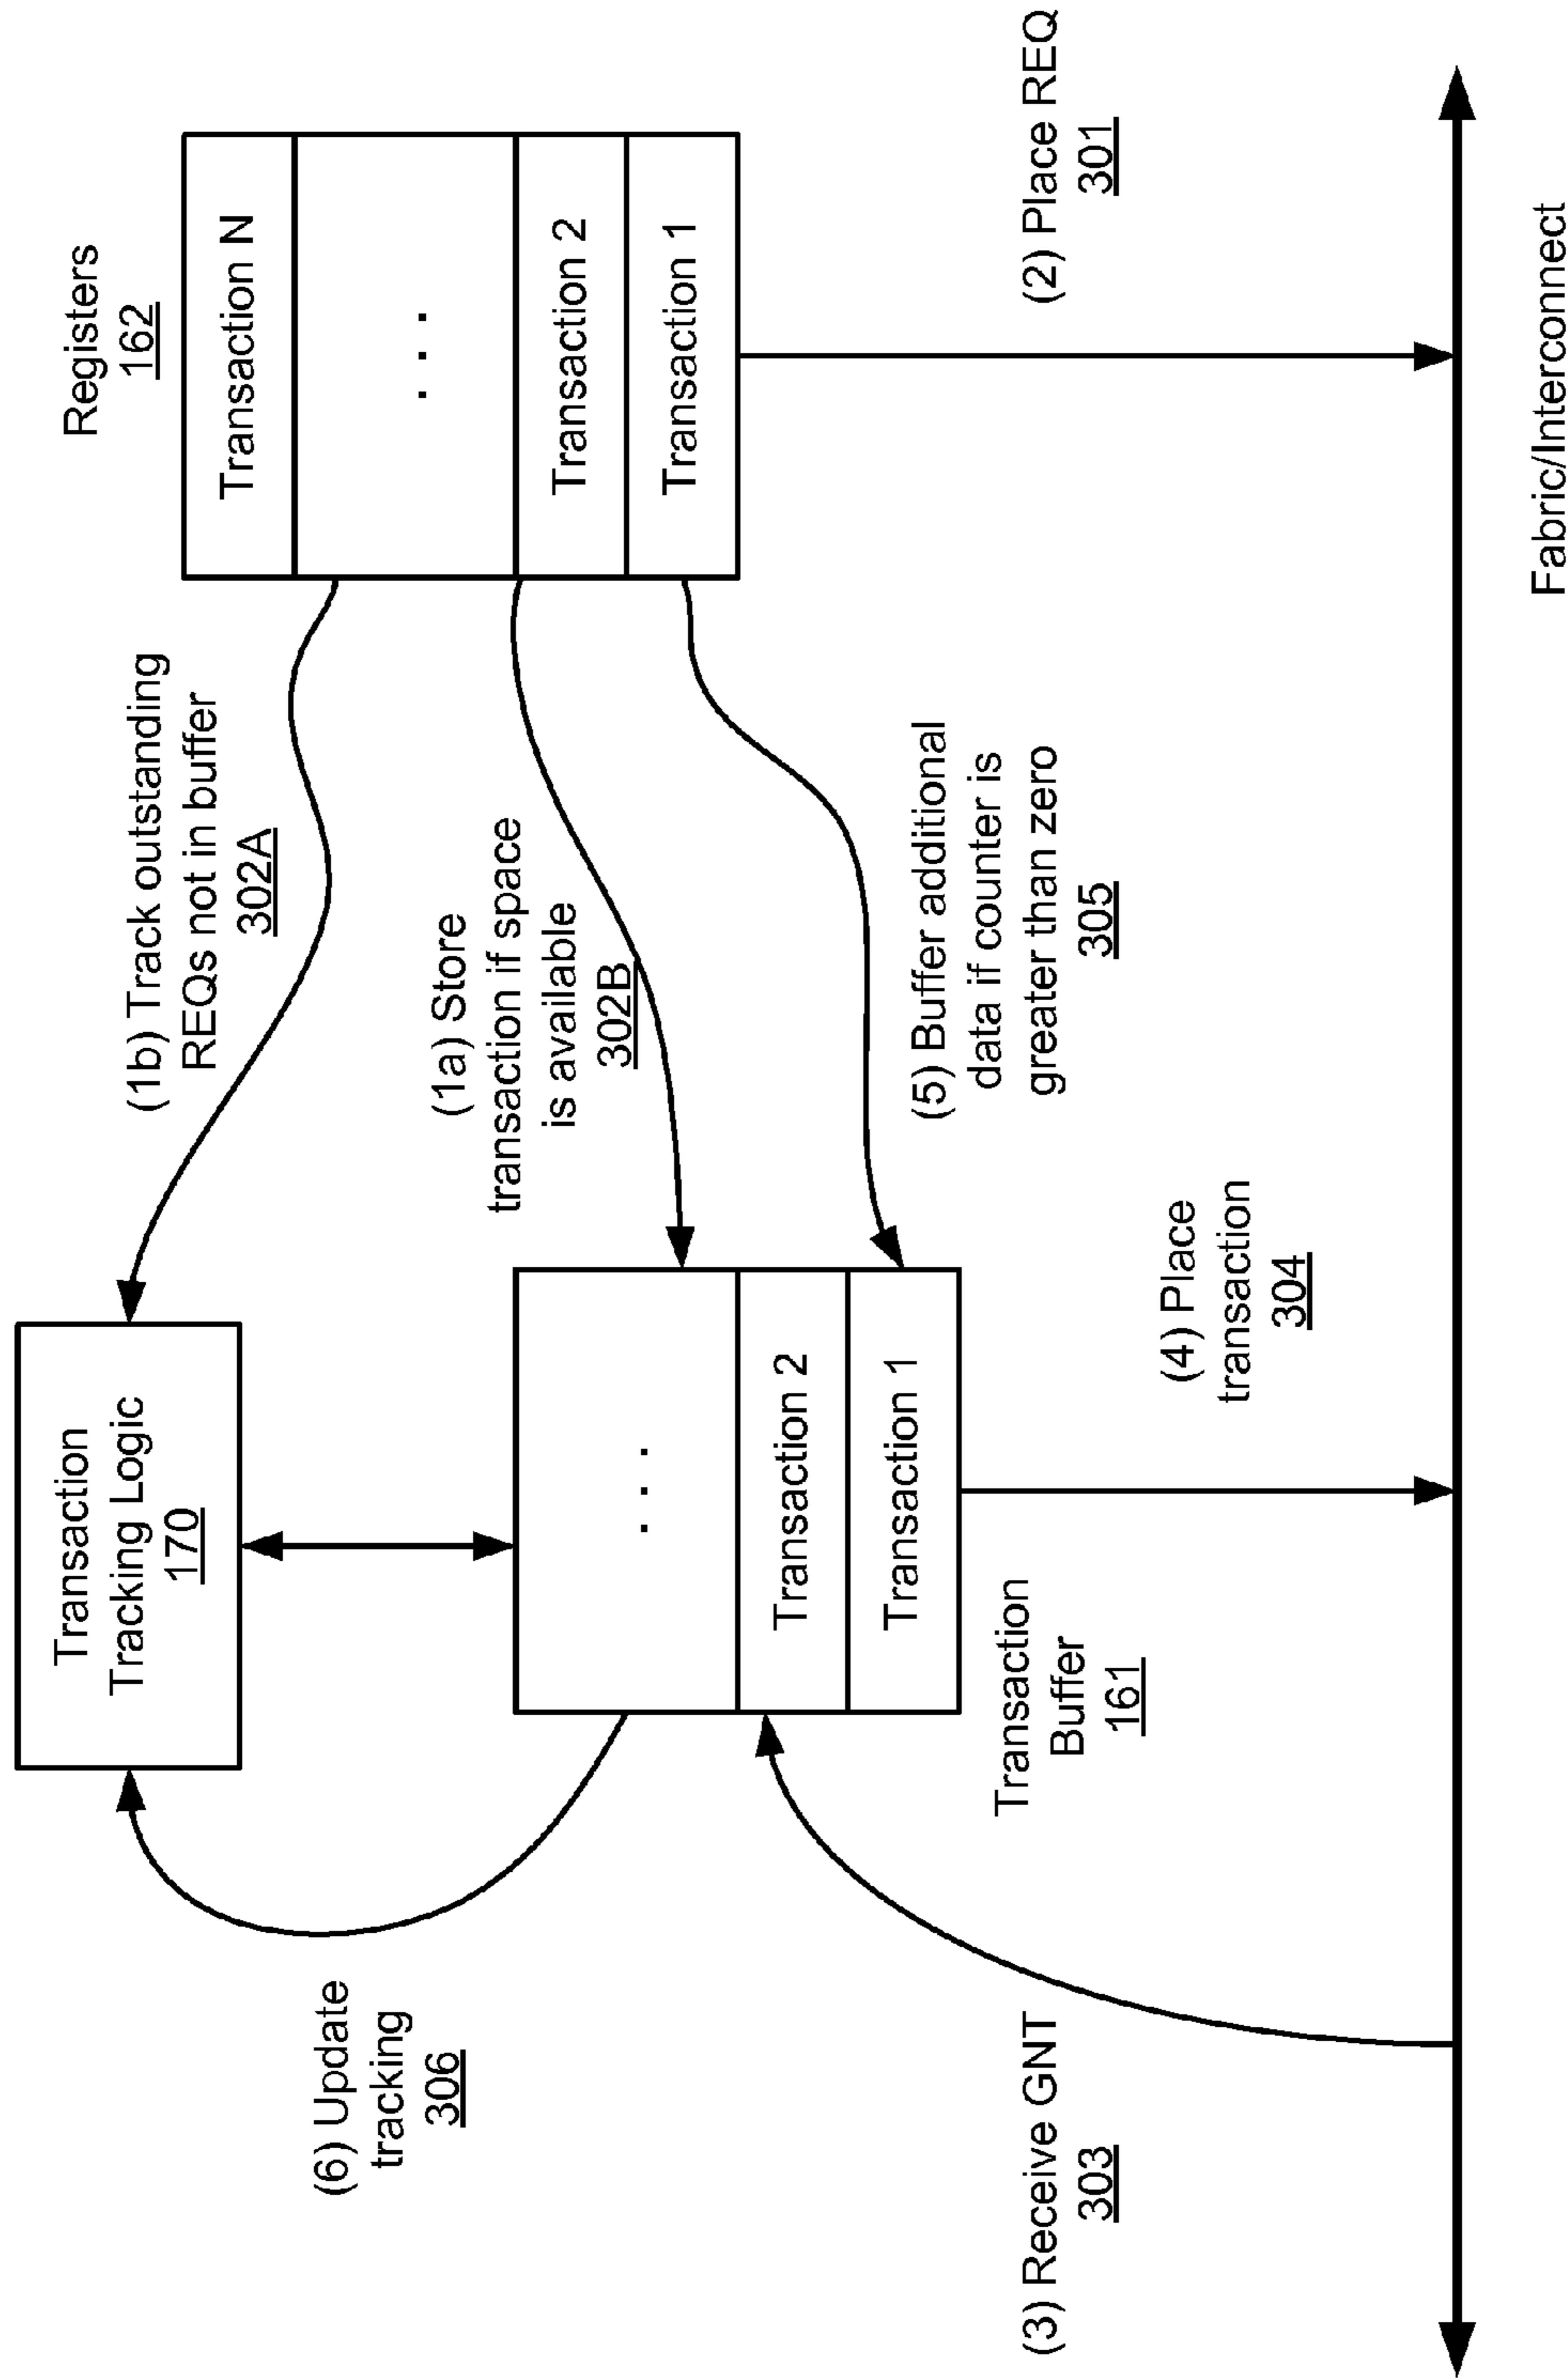 Transaction
Tracking Logic
170
Registers
162
Transaction N
. . .
Transaction 2
Transaction 1
(1b) Track outstanding
REQs not in buffer
302A
(1a) Store
transaction if space
is available
302B
(6) Update
tracking
306
. . .
Transaction 2
Transaction 1
Transaction
Buffer
161
(5) Buffer additional
data if counter is
greater than zero
305
(3) Receive GNT
303
(4) Place
transaction
304
(2) Place REQ
301
Fabric/Interconnect